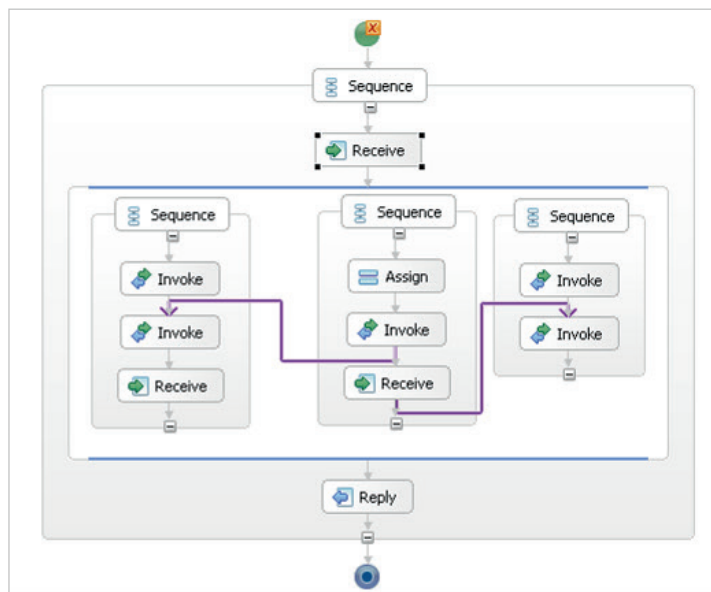 Sequence
Receive
Sequence
Invoke
Invoke
Receive
Sequence
Assign
Invoke
Receive
Sequence
Invoke
Invoke
Reply